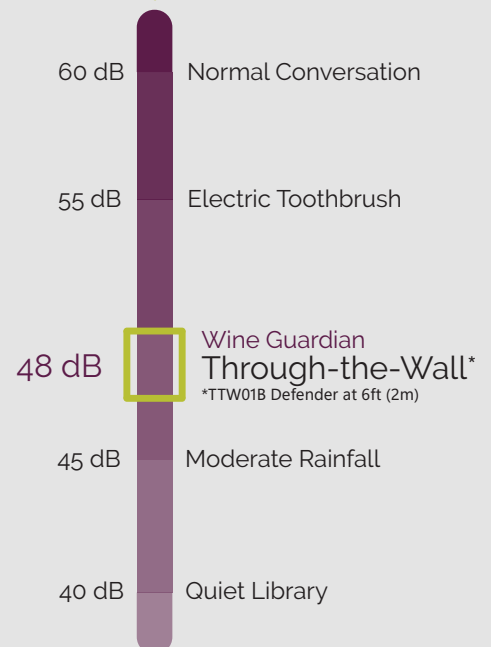 60 dB Normal Conversation
55 dB Electric Toothbrush
48 dB
Wine Guardian
Through-the-Wall*
*TTW01B Defender at 6ft (2m)
45 dB Moderate Rainfall
40 dB Quiet Library